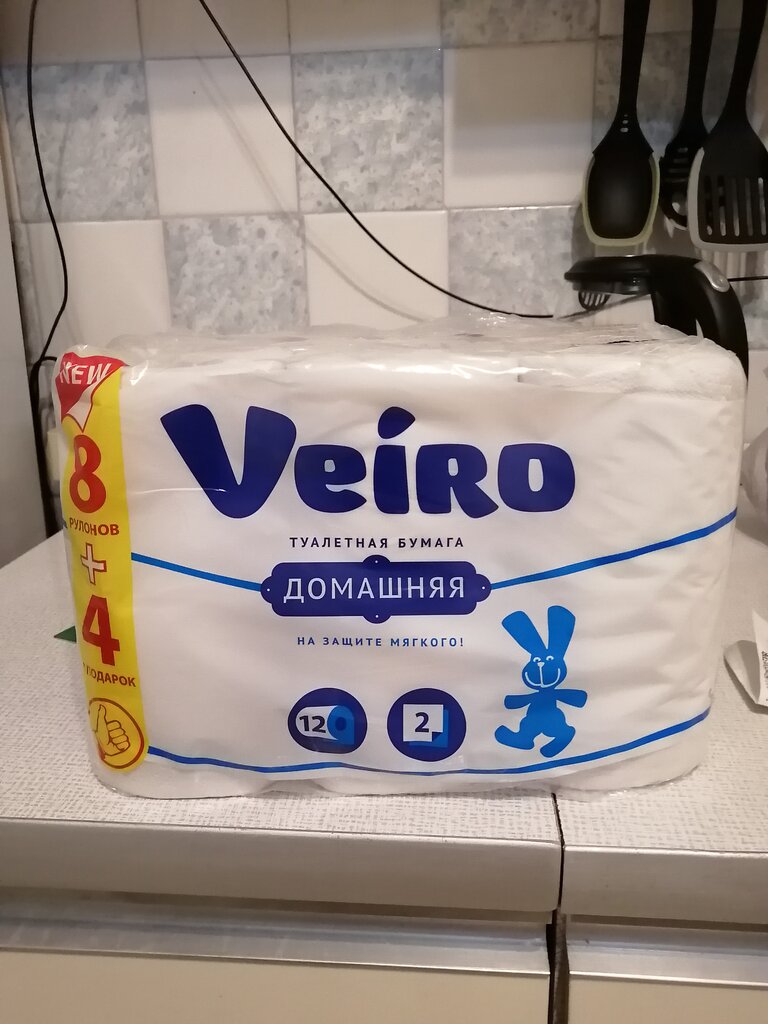 NEW
8
РУЛОНОВ
+
4
ПОДАРОК
Veiro
ТУАЛЕТНАЯ БУМАГА
ДОМАШНЯЯ
НА ЗАЩИТЕ МЯГКОГО!
12
2